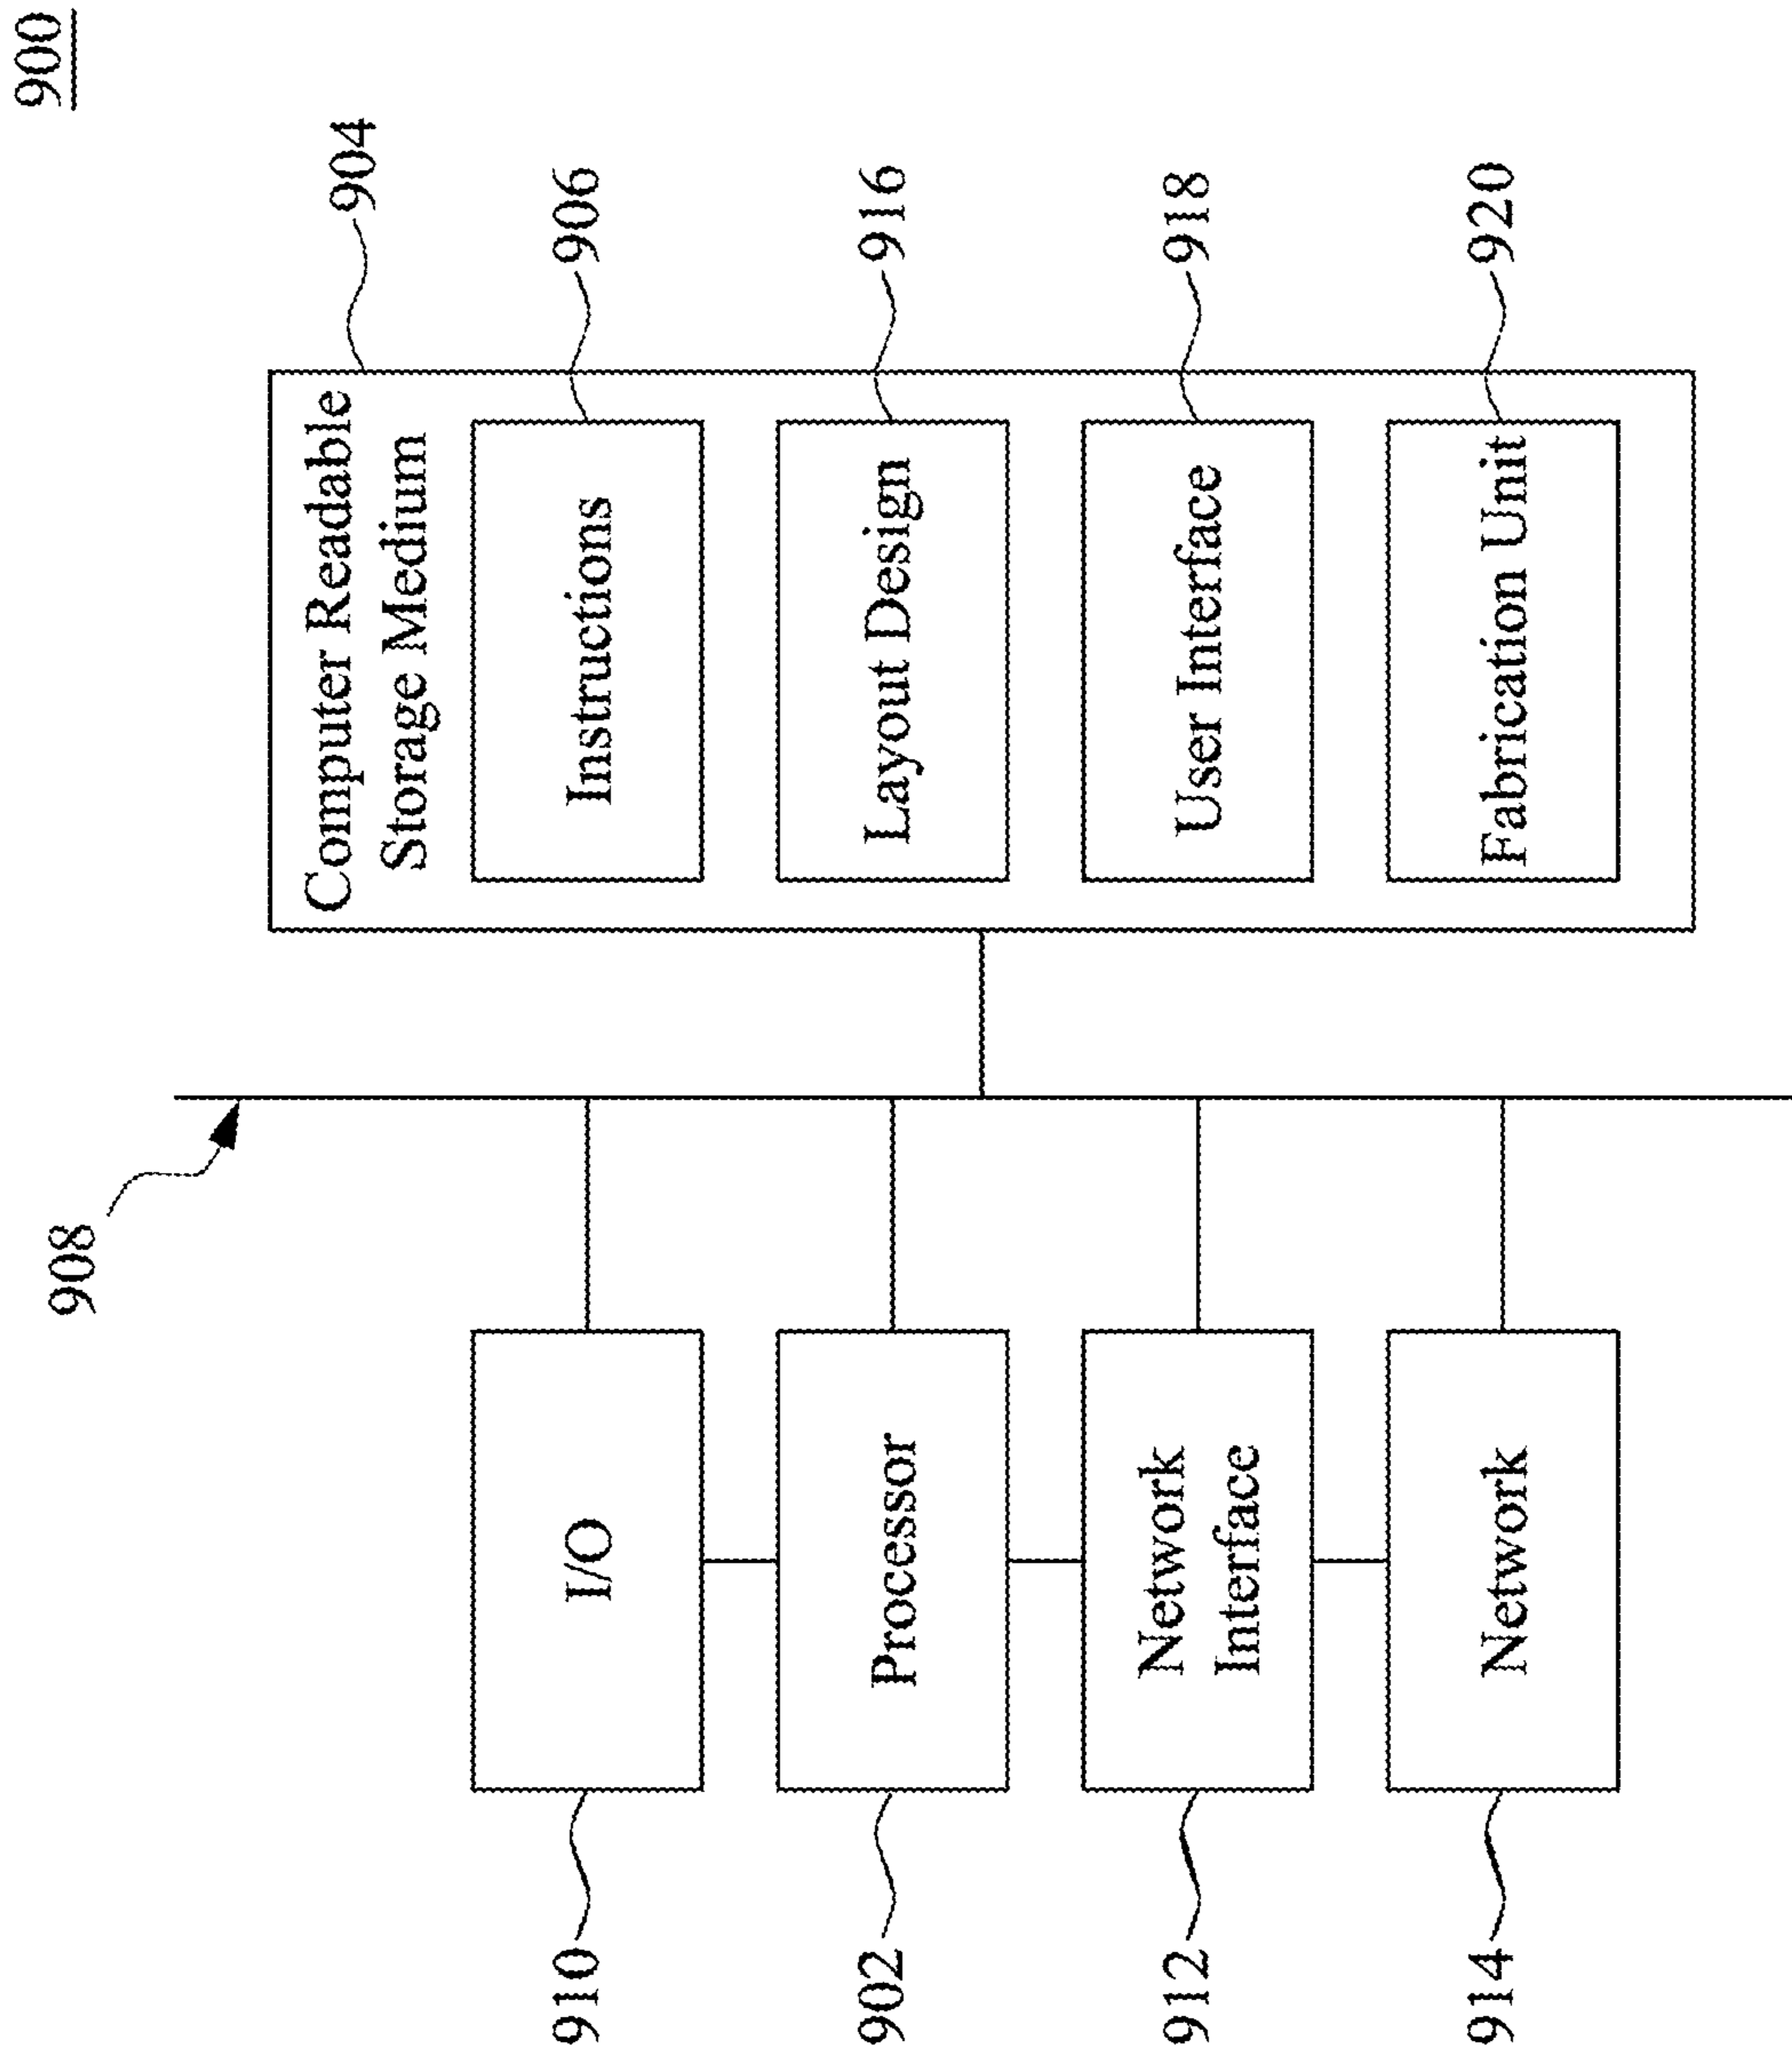 900
908
904
Computer Readable
Storage Medium
910
I/O
Instructions
906
902
Processor
Layout Design
916
912
Network
Interface
User Interface
918
914
Network
Fabrication Unit
920